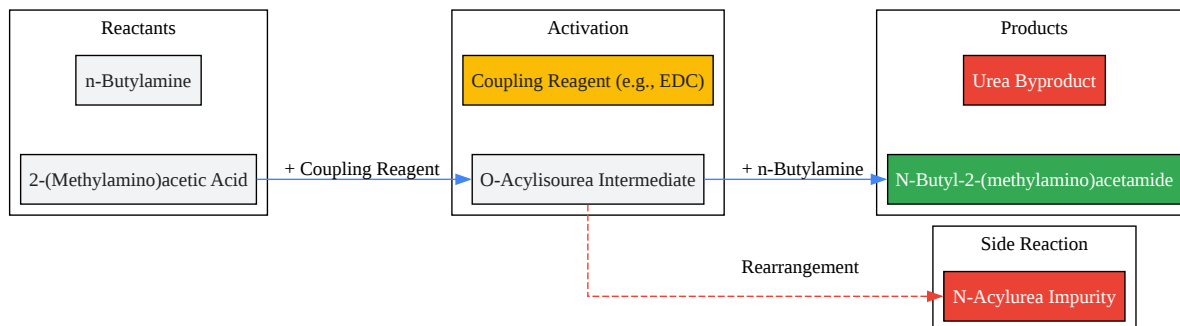 Reactants
n-Butylamine
2-(Methylamino)acetic Acid
+ Coupling Reagent
Activation
Coupling Reagent (e.g., EDC)
O-Acylisourea Intermediate
+ n-Butylamine
Products
Urea Byproduct
N-Butyl-2-(methylamino)acetamide
Rearrangement
Side Reaction
N-Acylurea Impurity